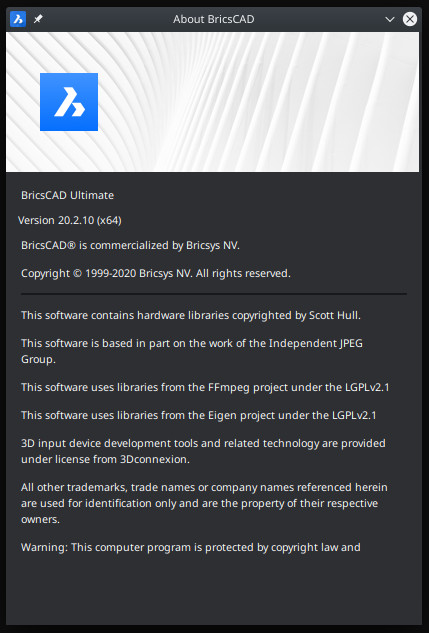 About BricsCAD
BricsCAD Ultimate
Version 20.2.10 (x64)
BricsCAD® is commercialized by Bricsys NV.
Copyright © 1999-2020 Bricsys NV. All rights reserved.
This software contains hardware libraries copyrighted by Scott Hull.
This software is based in part on the work of the Independent JPEG
Group.
This software uses libraries from the FFmpeg project under the LGPLv2.1
This software uses libraries from the Eigen project under the LGPLv2.1
3D input device development tools and related technology are provided
under license from 3Dconnexion.
All other trademarks, trade names or company names referenced herein
are used for identification only and are the property of their respective
owners.
Warning: This computer program is protected by copyright law and